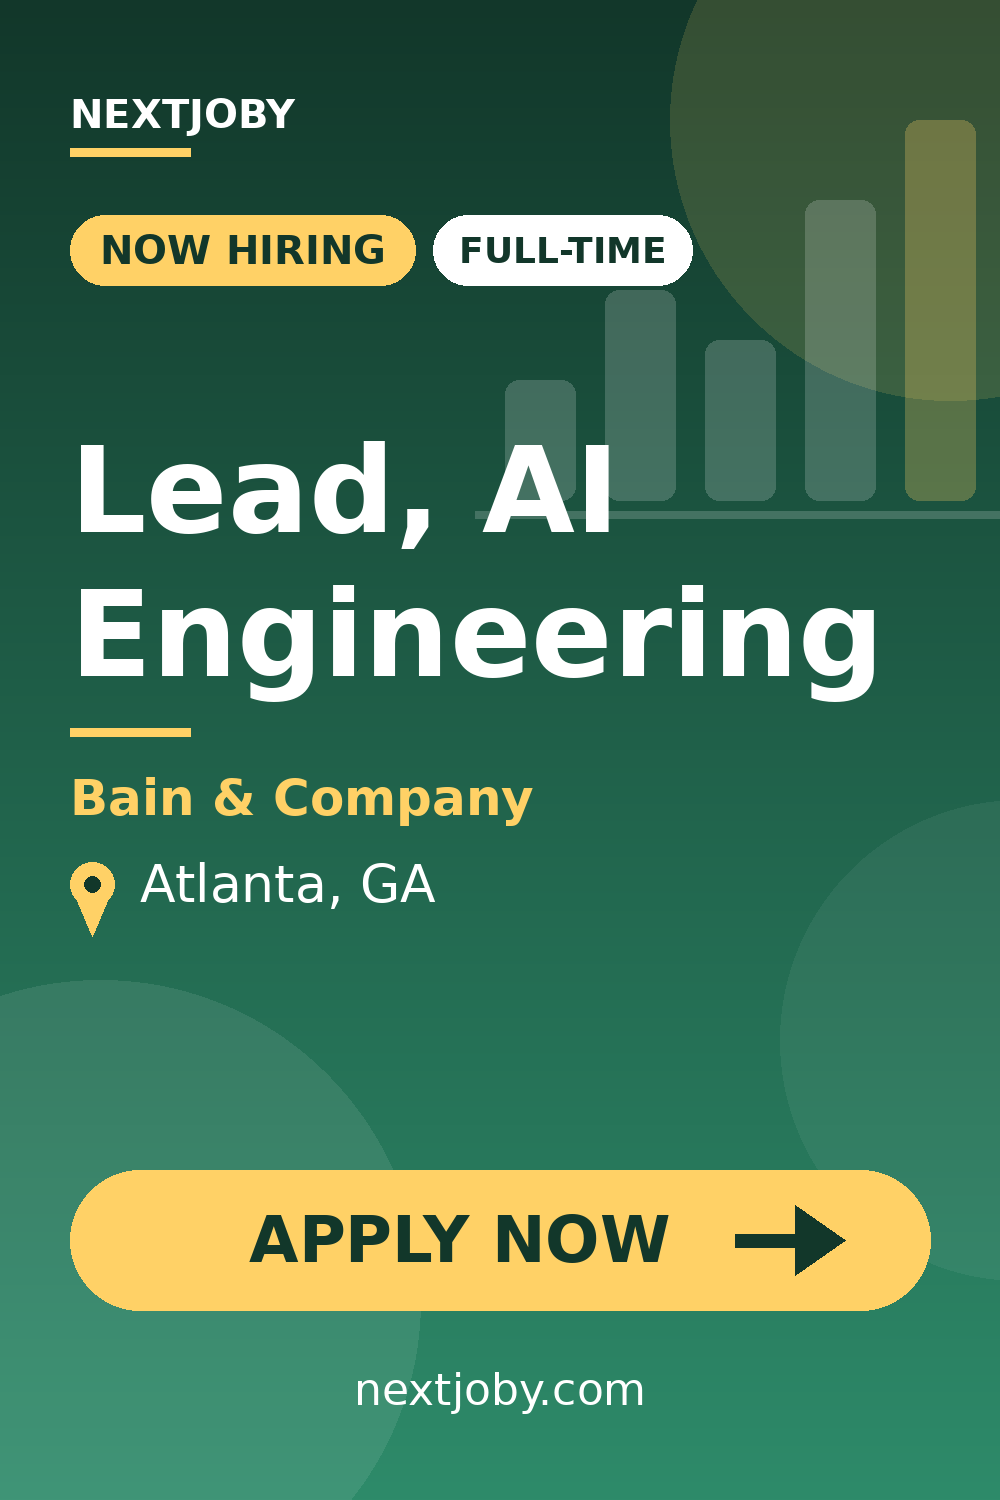 NEXTJOBY
NOW HIRING FULL-TIME
Lead, AI
Engineering
Bain & Company
Atlanta, GA
APPLY NOW
nextjoby.com